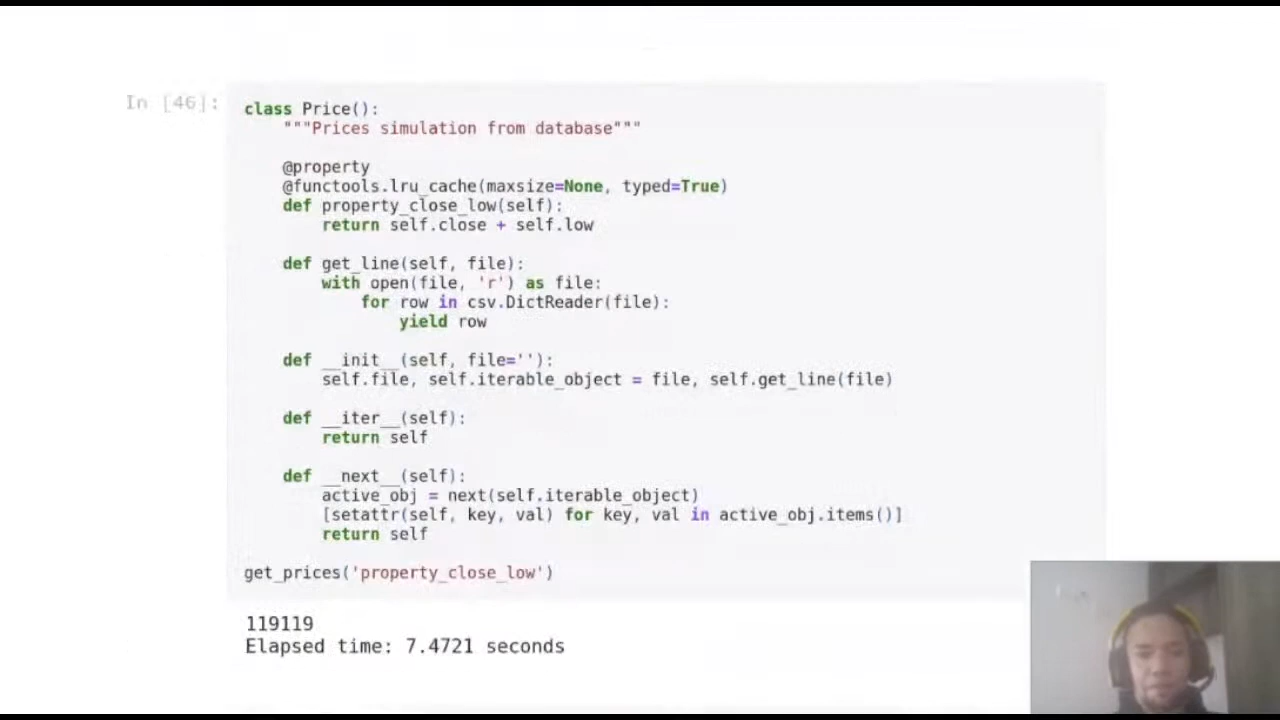 In [46]:
class Price():
"""Prices simulation from database"""
@property
@functools.lru_cache(maxsize=None, typed=True)
def property_close_low(self):
return self.close + self.low
def get_line(self, file):
with open(file, 'r') as file:
for row in csv.DictReader(file):
yield row
def __init__(self, file=''):
self.file, self.iterable_object = file, self.get_line(file)
def __iter__(self):
return self
def __next__(self):
active_obj = next(self.iterable_object)
[setattr(self, key, val) for key, val in active_obj.items()]
return self
get_prices('property_close_low')
119119
Elapsed time: 7.4721 seconds